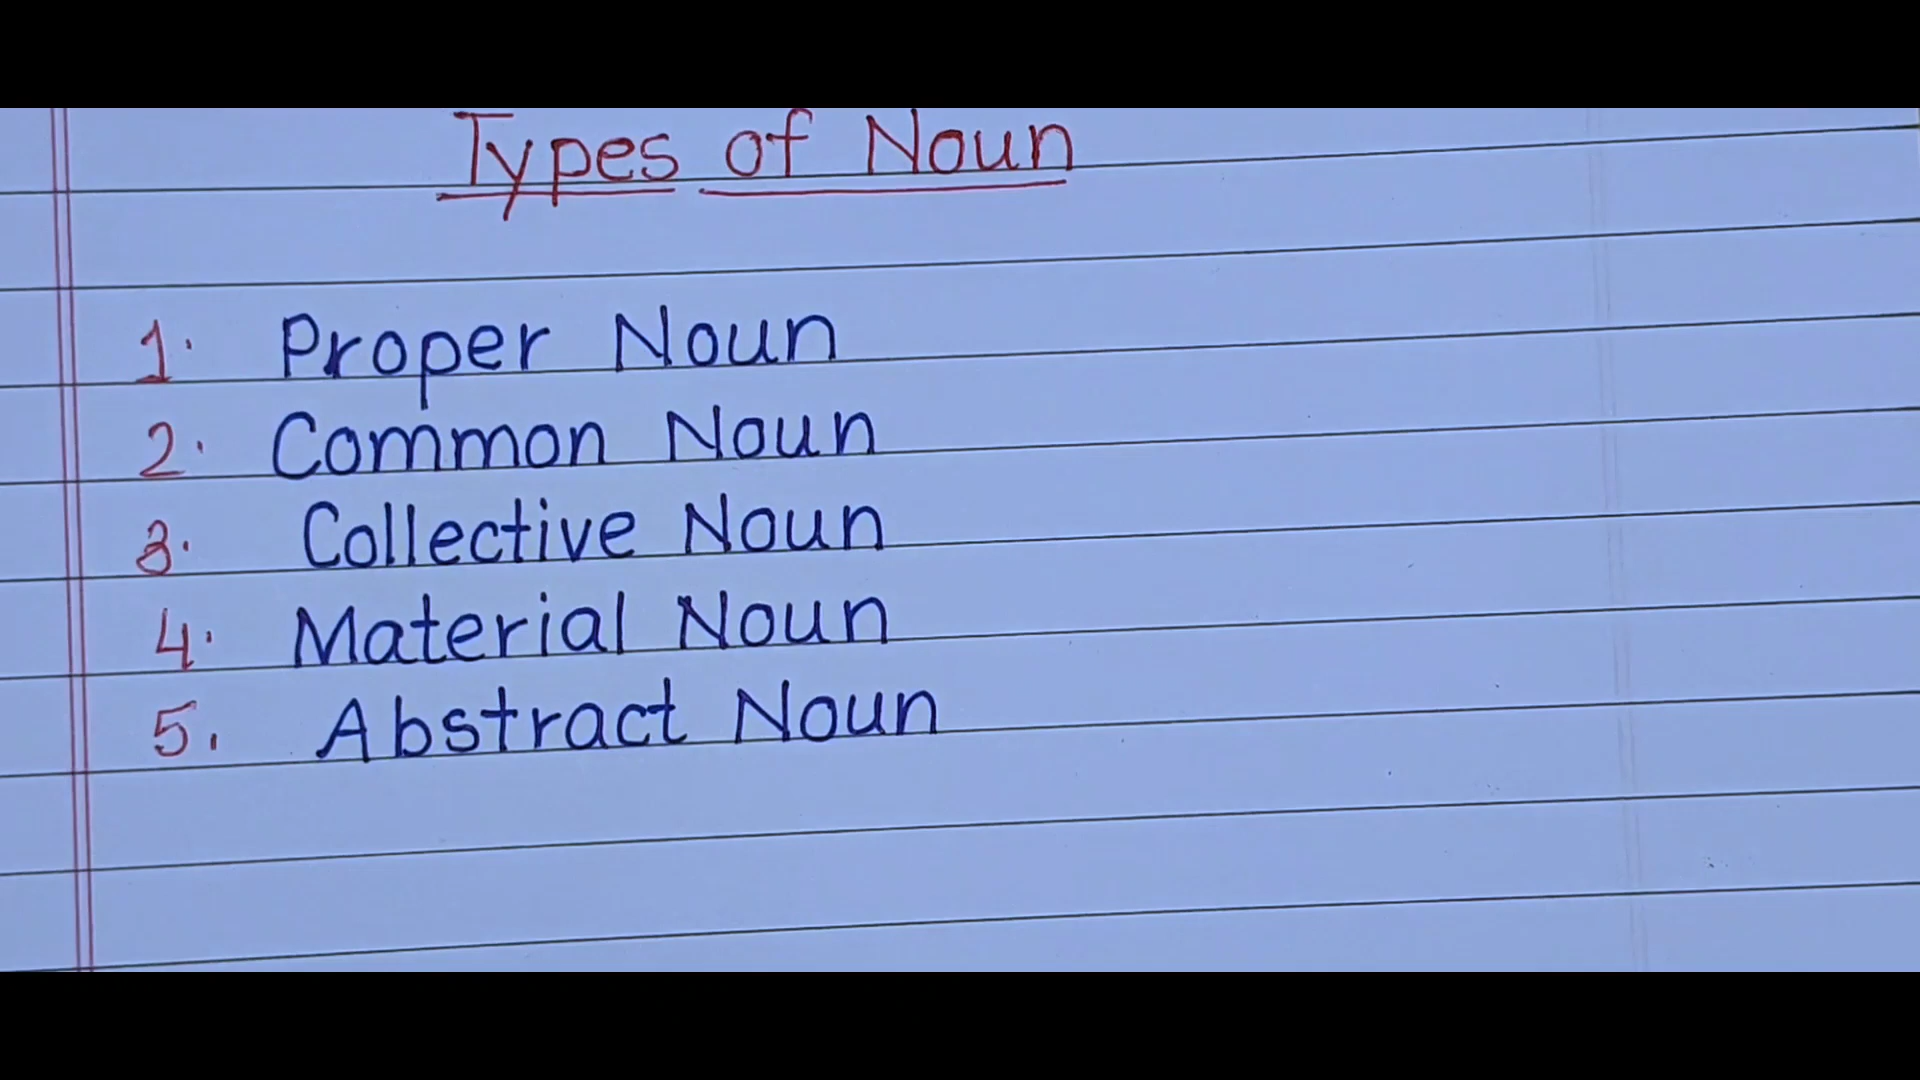 Types of Noun
1. Proper Noun
2. Common Noun
3. Collective Noun
4. Material Noun
5. Abstract Noun